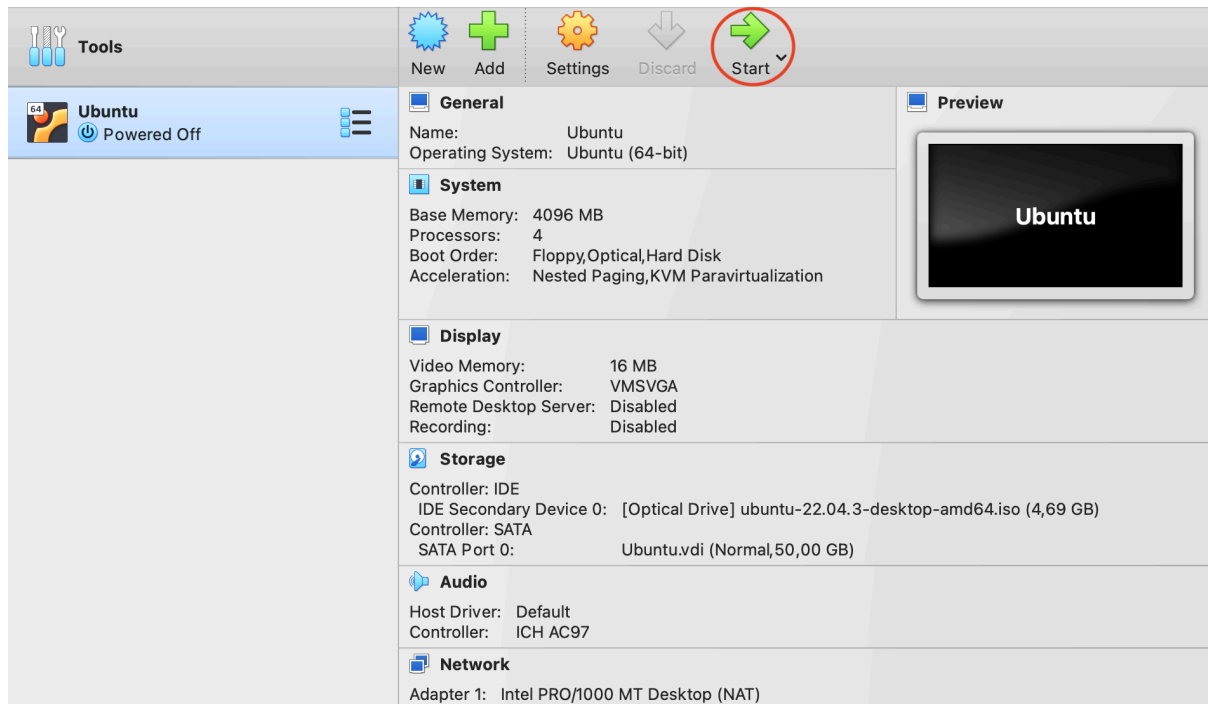 Tools
New Add Settings Discard Start
64
Ubuntu
Powered Off
General
Name: Ubuntu
Operating System: Ubuntu (64-bit)
Preview
Ubuntu
System
Base Memory: 4096 MB
Processors: 4
Boot Order: Floppy,Optical,Hard Disk
Acceleration: Nested Paging,KVM Paravirtualization
Display
Video Memory: 16 MB
Graphics Controller: VMSVGA
Remote Desktop Server: Disabled
Recording: Disabled
Storage
Controller: IDE
IDE Secondary Device 0: [Optical Drive] ubuntu-22.04.3-desktop-amd64.iso (4,69 GB)
Controller: SATA
SATA Port 0: Ubuntu.vdi (Normal,50,00 GB)
Audio
Host Driver: Default
Controller: ICH AC97
Network
Adapter 1: Intel PRO/1000 MT Desktop (NAT)